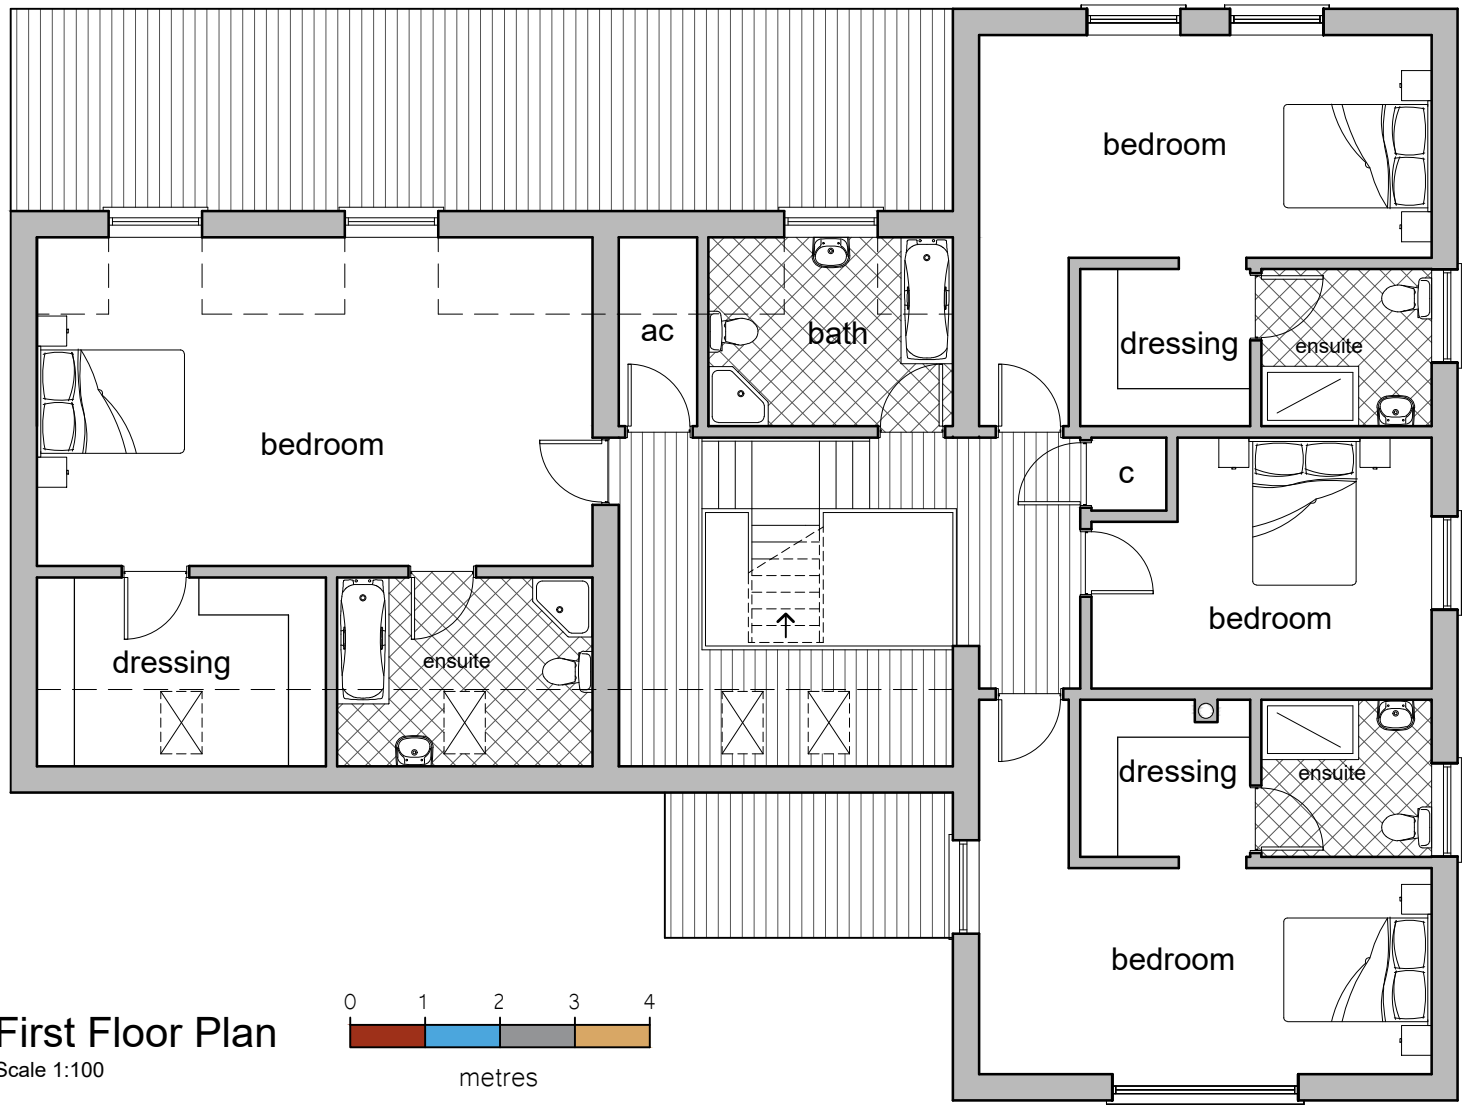 bedroom
dressing
ensuite
ac
bath
bedroom
c
bedroom
dressing
ensuite
dressing
ensuite
bedroom
First Floor Plan
Scale 1:100
0 1 2 3 4
metres